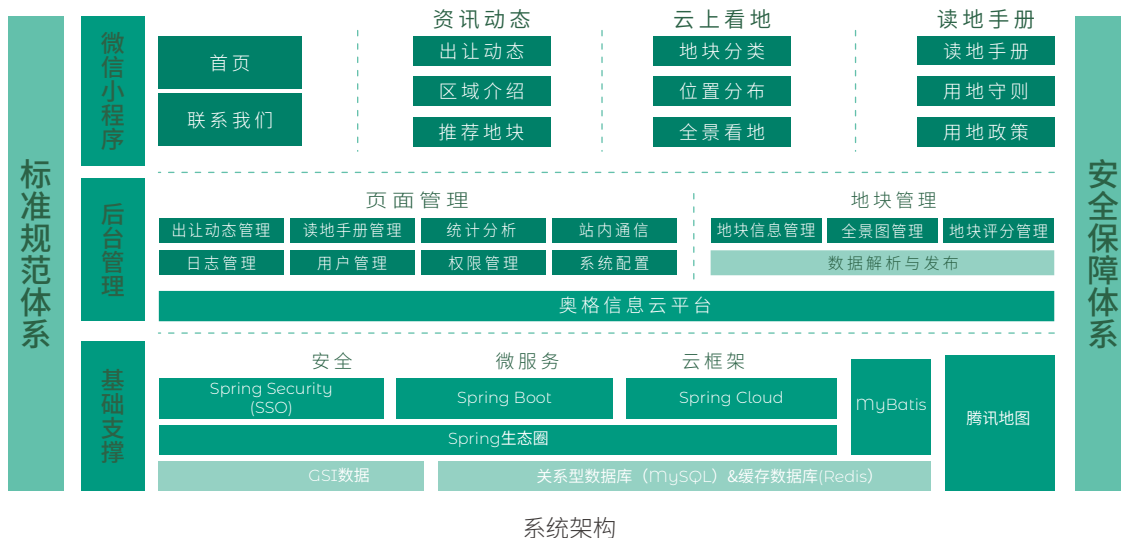 标准规范体系
微信小程序
首页
联系我们
资讯动态
出让动态
区域介绍
推荐地块
云上看地
地块分类
位置分布
全景看地
读地手册
读地手册
用地守则
用地政策
后台管理
页面管理
出让动态管理
读地手册管理
统计分析
站内通信
日志管理
用户管理
权限管理
系统配置
地块管理
地块信息管理
全景图管理
地块评分管理
数据解析与发布
奥格信息云平台
基础支撑
安全
微服务
云框架
Spring Security
(SSO)
Spring Boot
Spring Cloud
Spring生态圈
MyBatis
腾讯地图
GSI数据
关系型数据库（MySQL）&缓存数据库(Redis）
安全保障体系
系统架构